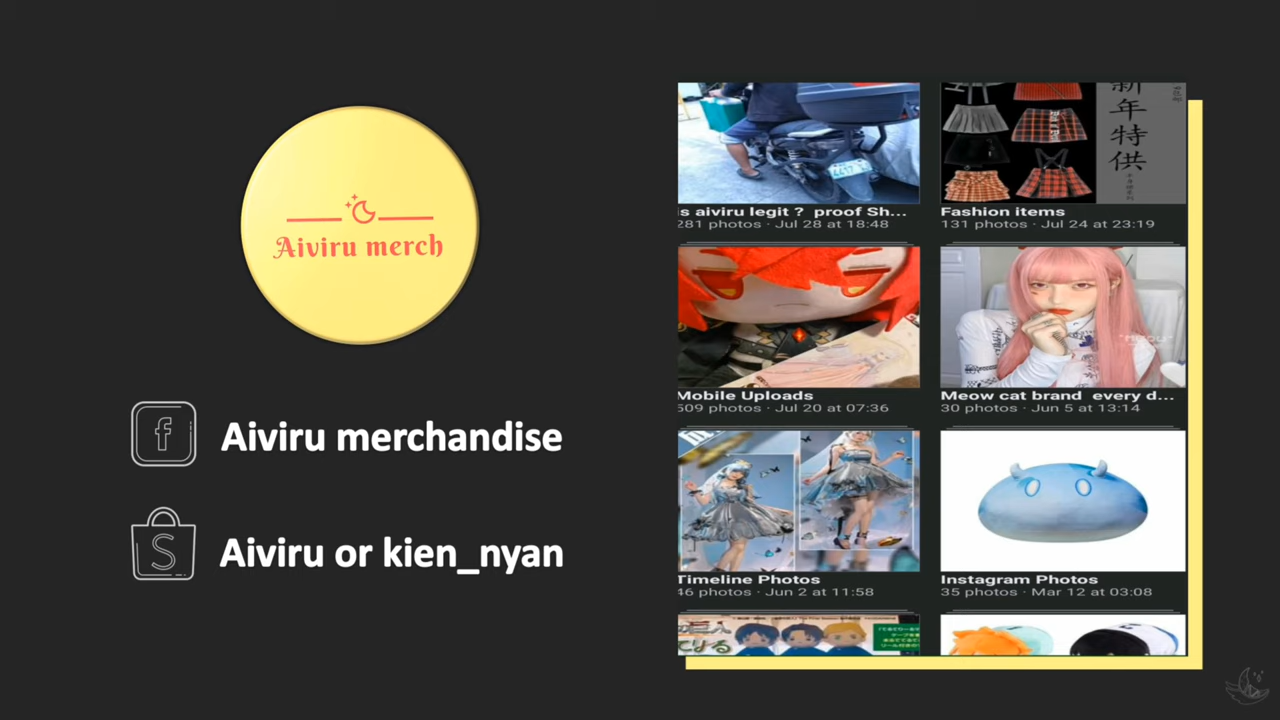 Aiviru merch
f
Aiviru merchandise
S
Aiviru or kien_nyan
新年特供
s aiviru legit ? proof Sh...
281 photos · Jul 28 at 18:48
Fashion items
131 photos · Jul 24 at 23:19
Mobile Uploads
509 photos · Jul 20 at 07:36
Meow cat brand every d...
30 photos · Jun 5 at 13:14
Timeline Photos
46 photos · Jun 2 at 11:58
Instagram Photos
35 photos · Mar 12 at 03:08